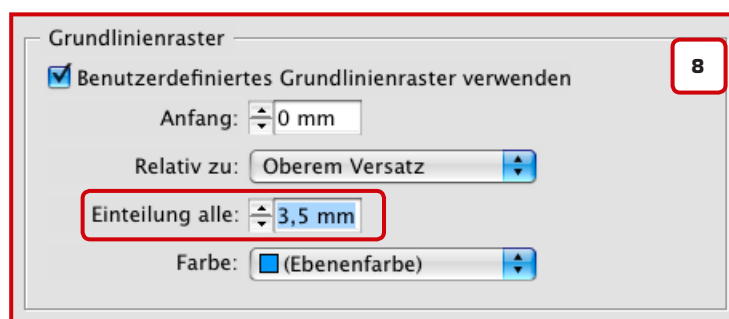 Grundlinienraster
8
Benutzerdefiniertes Grundlinienraster verwenden
Anfang: 0 mm
Relativ zu: Oberem Versatz
Einteilung alle: 3,5 mm
Farbe: (Ebenenfarbe)